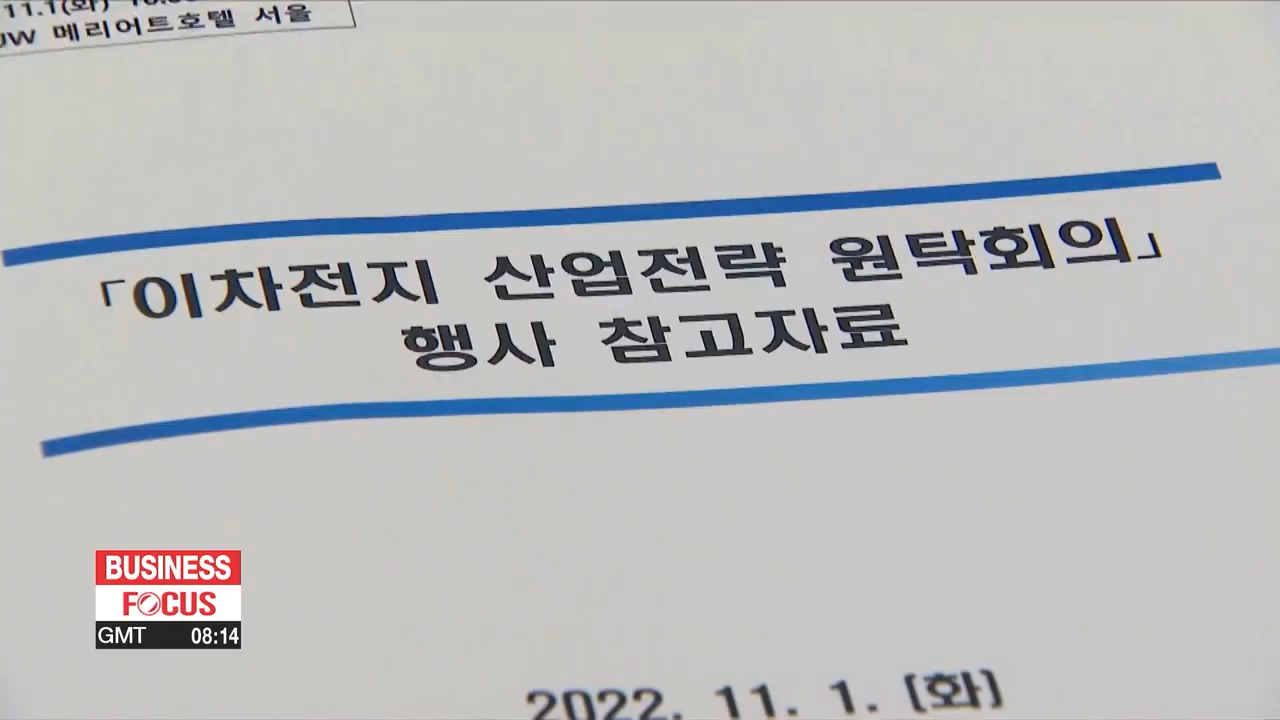 11.1(화)
JW 메리어트호텔 서울
「이차전지 산업전략 원탁회의」
행사 참고자료
BUSINESS
FOCUS
GMT 08:14
2022. 11. 1. (화)